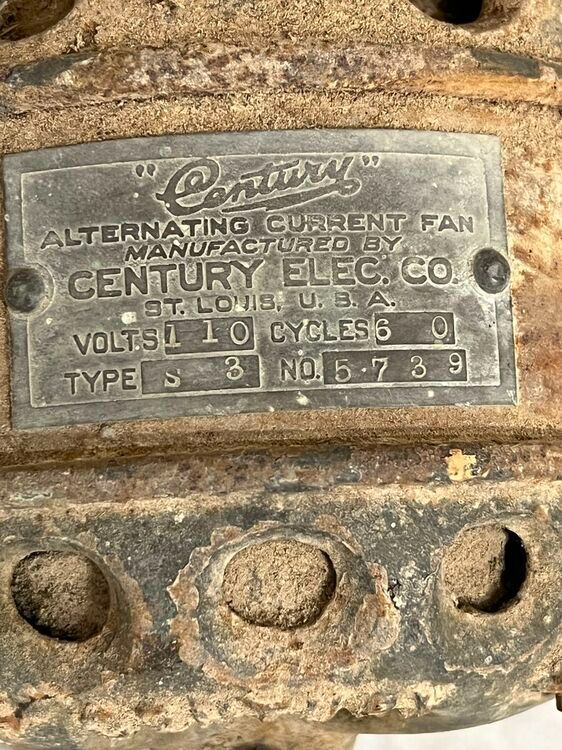 "Century"
ALTERNATING CURRENT FAN
MANUFACTURED BY
CENTURY ELEC. CO.
ST. LOUIS, U. S. A.
VOLTS 110 CYCLES 60
TYPE S 3 NO. 5739